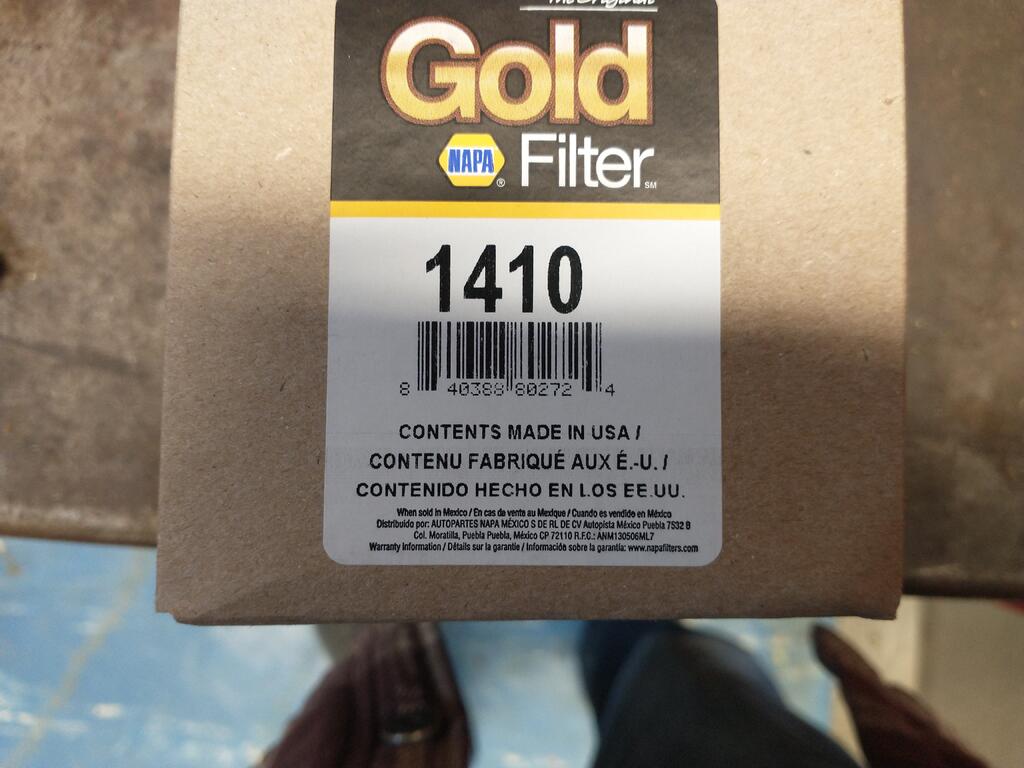 The Original
Gold
NAPA® Filter SM
1410
8 40388 80272 4
CONTENTS MADE IN USA /
CONTENU FABRIQUÉ AUX É.-U. /
CONTENIDO HECHO EN LOS EE.UU.
When sold in Mexico / En cas de vente au Mexique / Cuando es vendido en México
Distribuido por: AUTOPARTES NAPA MÉXICO S DE RL DE CV Autopista México Puebla 7532 B
Col. Moratilla, Puebla Puebla, México CP 72110 R.F.C.: ANM130506ML7
Warranty Information / Détails sur la garantie / Información sobre la garantia: www.napafilters.com